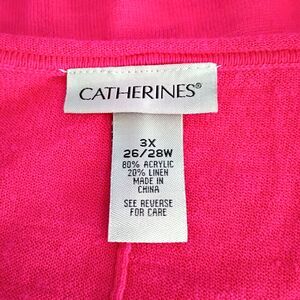 CATHERINES®
3X
26/28W
80% ACRYLIC
20% LINEN
MADE IN
CHINA
SEE REVERSE
FOR CARE